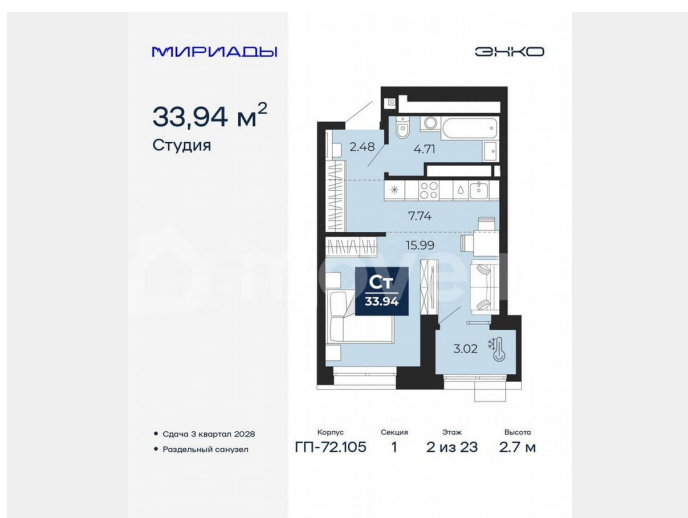 МИРИАДЫ
ЭНКО
33,94 м²
Студия
2.48
4.71
7.74
15.99
Ст
33.94
3.02
• Сдача 3 квартал 2028
• Раздельный санузел
Корпус Секция Этаж Высота
ГП-72.105 1 2 из 23 2.7 м